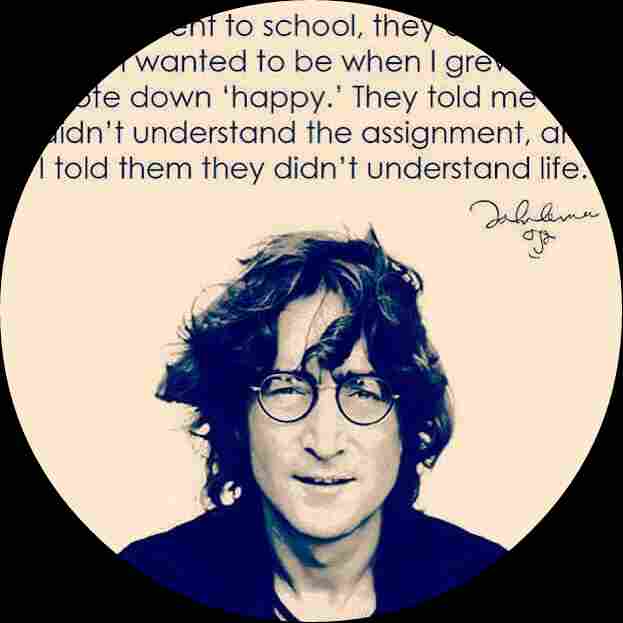 to school, they
I wanted to be when I
down ‘happy.’ They told me
understand the assignment,
I told them they didn’t understand life.